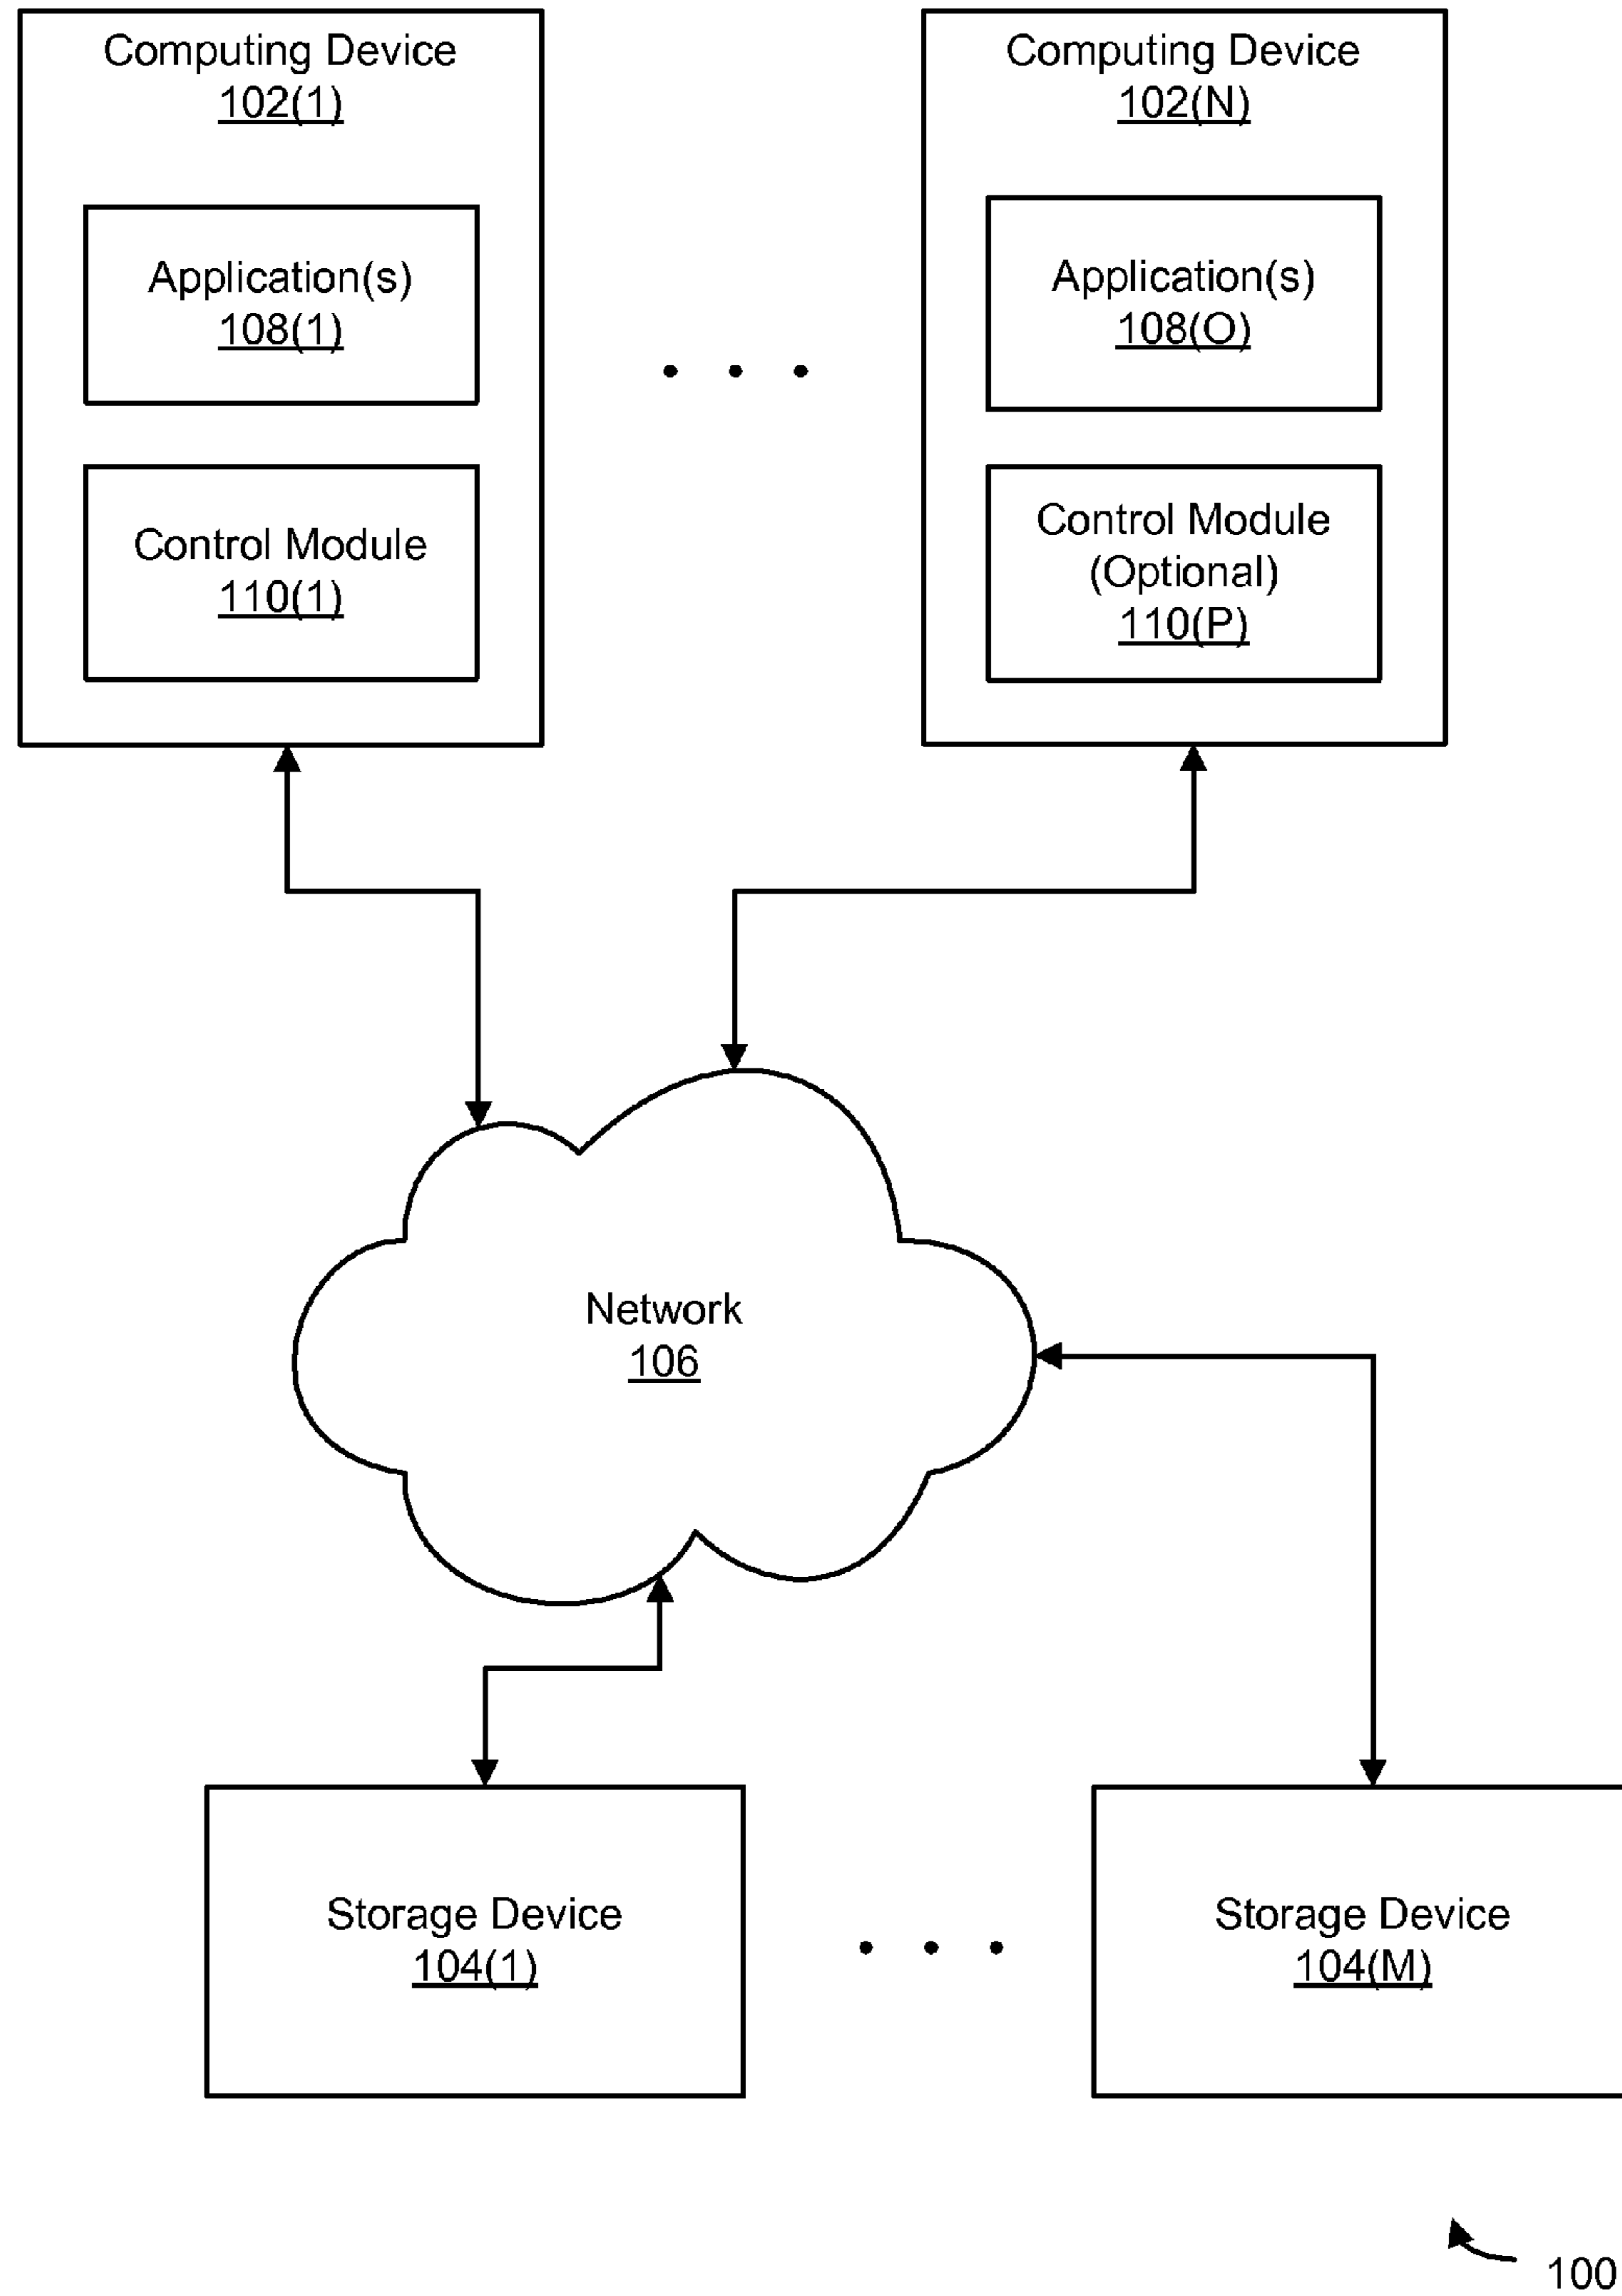 Computing Device
102(1)
Application(s)
108(1)
Control Module
110(1)
Computing Device
102(N)
Application(s)
108(O)
Control Module
(Optional)
110(P)
Network
106
Storage Device
104(1)
Storage Device
104(M)
100